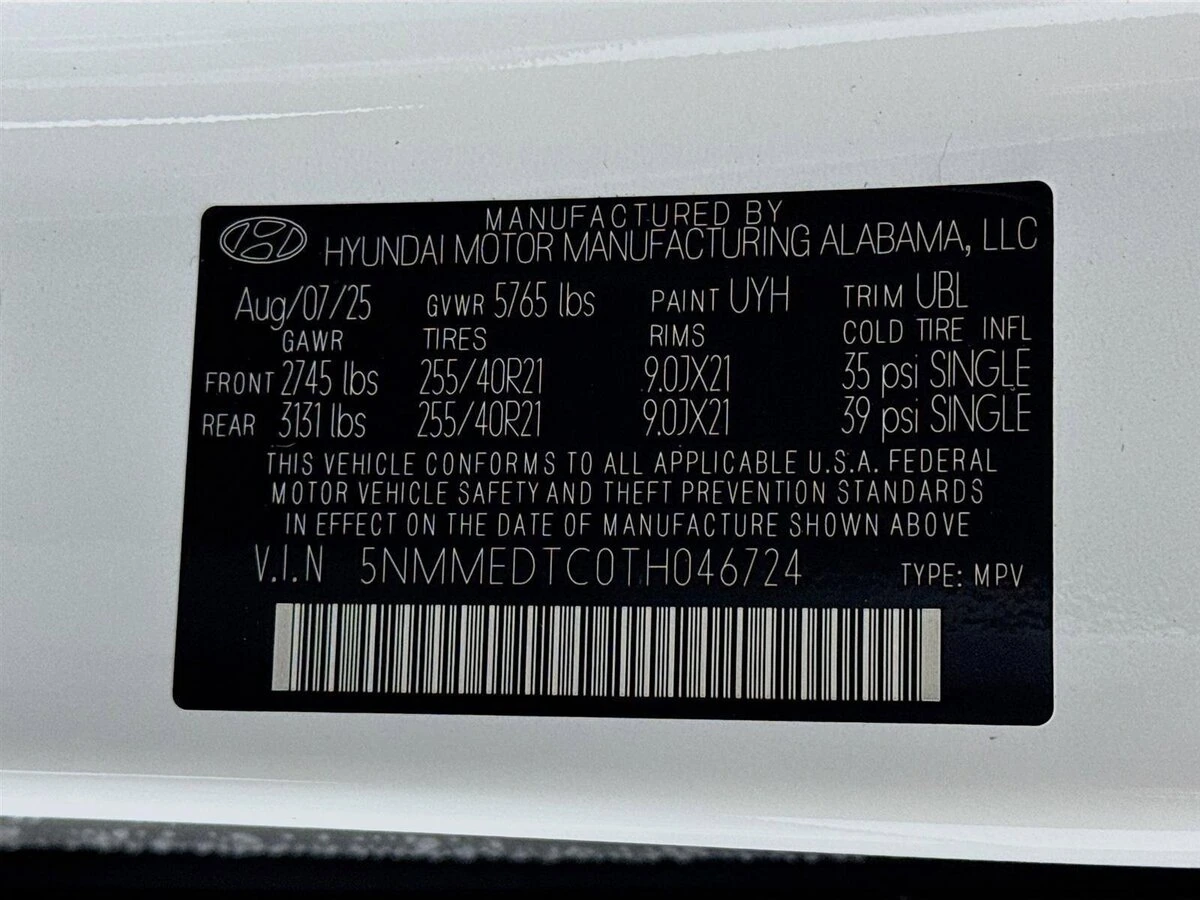 MANUFACTURED BY
HYUNDAI MOTOR MANUFACTURING ALABAMA, LLC
Aug/07/25 GVWR 5765 lbs PAINT UYH TRIM UBL
GAWR TIRES RIMS COLD TIRE INFL
FRONT 2745 lbs 255/40R21 9.0JX21 35 psi SINGLE
REAR 3131 lbs 255/40R21 9.0JX21 39 psi SINGLE
THIS VEHICLE CONFORMS TO ALL APPLICABLE U.S.A. FEDERAL
MOTOR VEHICLE SAFETY AND THEFT PREVENTION STANDARDS
IN EFFECT ON THE DATE OF MANUFACTURE SHOWN ABOVE
V.I.N 5NMMEDTC0TH046724 TYPE: MPV